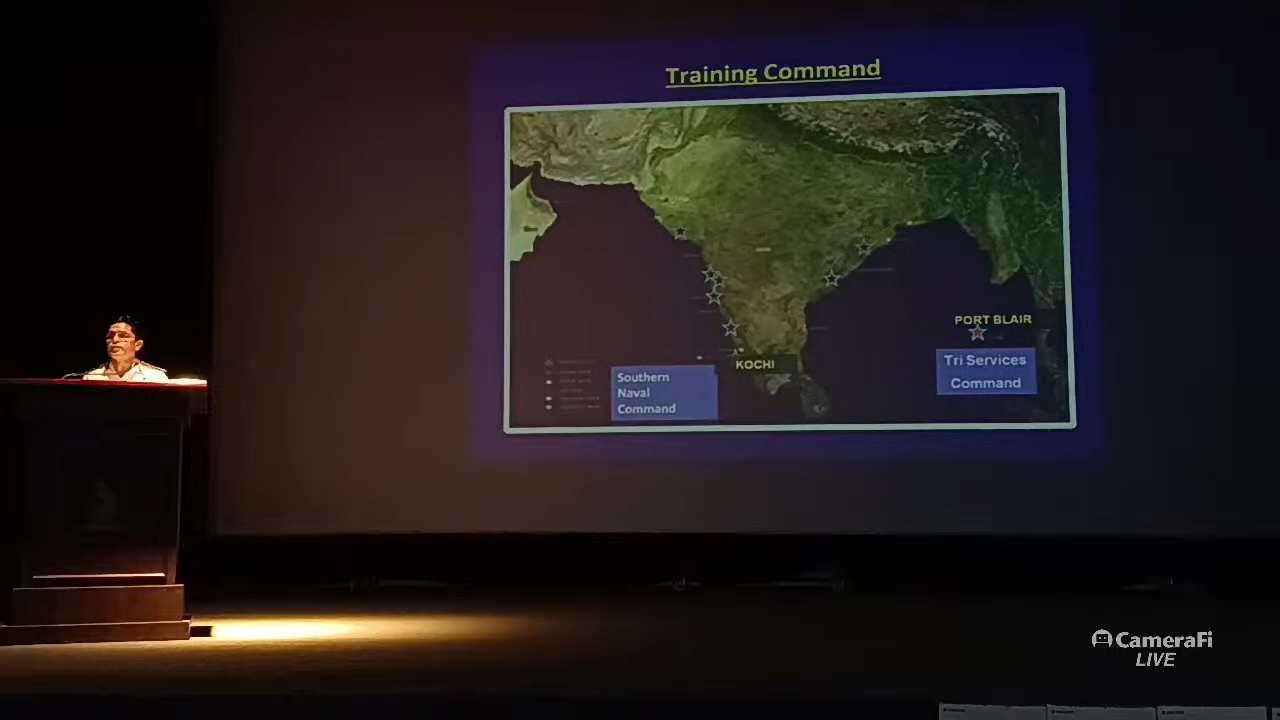 Training Command
PORT BLAIR
Tri Services
Command
KOCHI
Southern
Naval
Command
CameraFi
LIVE